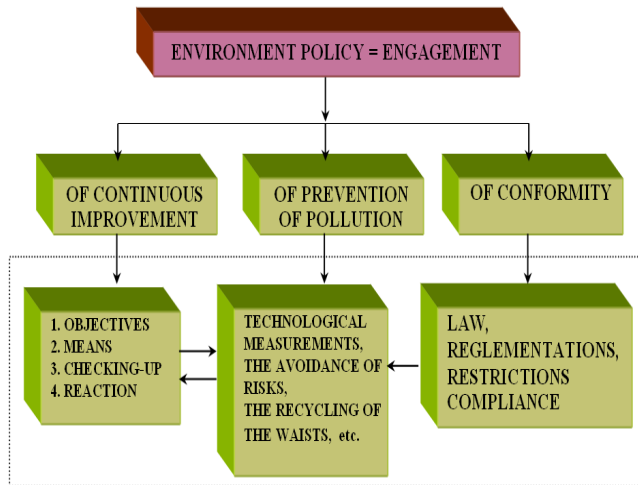 ENVIRONMENT POLICY = ENGAGEMENT
OF CONTINUOUS
IMPROVEMENT
OF PREVENTION
OF POLLUTION
OF CONFORMITY
1. OBJECTIVES
2. MEANS
3. CHECKING-UP
4. REACTION
TECHNOLOGICAL
MEASUREMENTS,
THE AVOIDANCE OF
RISKS,
THE RECYCLING OF
THE WAISTS, etc.
LAW,
REGLEMENTATIONS,
RESTRICTIONS
COMPLIANCE